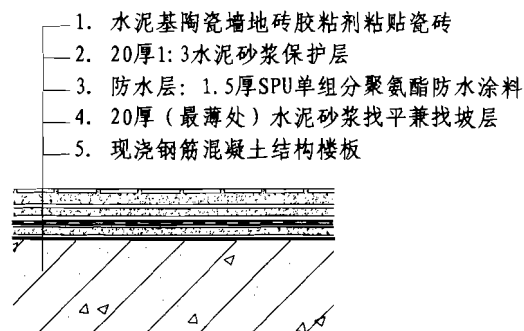 1. 水泥基陶瓷墙地砖胶粘剂粘贴瓷砖
2. 20厚1:3水泥砂浆保护层
3. 防水层: 1.5厚SPU单组分聚氨酯防水涂料
4. 20厚(最薄处)水泥砂浆找平兼找坡层
5. 现浇钢筋混凝土结构楼板